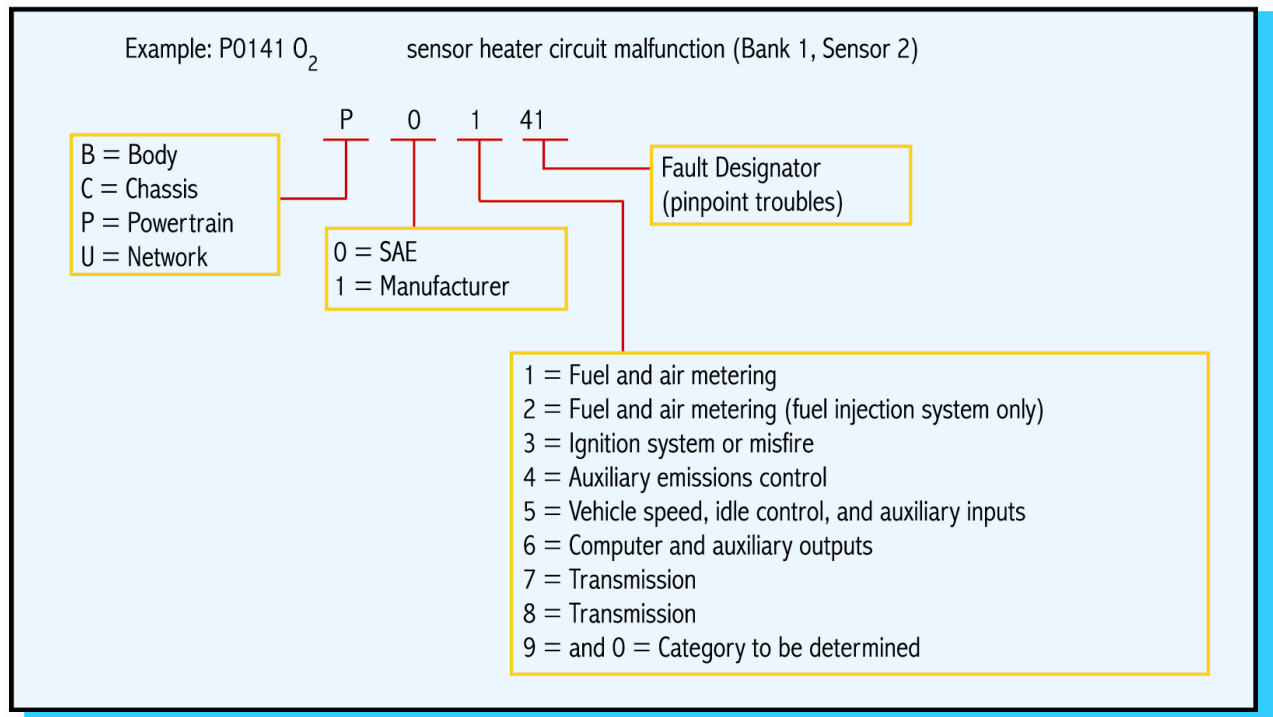 Example: P0141 O2 sensor heater circuit malfunction (Bank 1, Sensor 2)
P 0 1 41
B = Body
C = Chassis
P = Powertrain
U = Network
Fault Designator
(pinpoint troubles)
0 = SAE
1 = Manufacturer
1 = Fuel and air metering
2 = Fuel and air metering (fuel injection system only)
3 = Ignition system or misfire
4 = Auxiliary emissions control
5 = Vehicle speed, idle control, and auxiliary inputs
6 = Computer and auxiliary outputs
7 = Transmission
8 = Transmission
9 = and 0 = Category to be determined